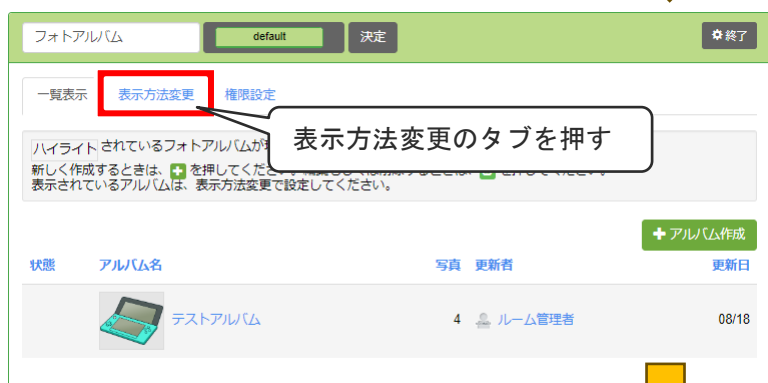 フォトアルバム default 決定 終了
一覧表示 表示方法変更 権限設定
表示方法変更のタブを押す
ハイライト されているフォトアルバムが
新しく作成するときは、 を押してください
表示されているアルバムは、表示方法変更で設定してください。
アルバム作成
状態 アルバム名 写真 更新者 更新日
テストアルバム 4 ルーム管理者 08/18